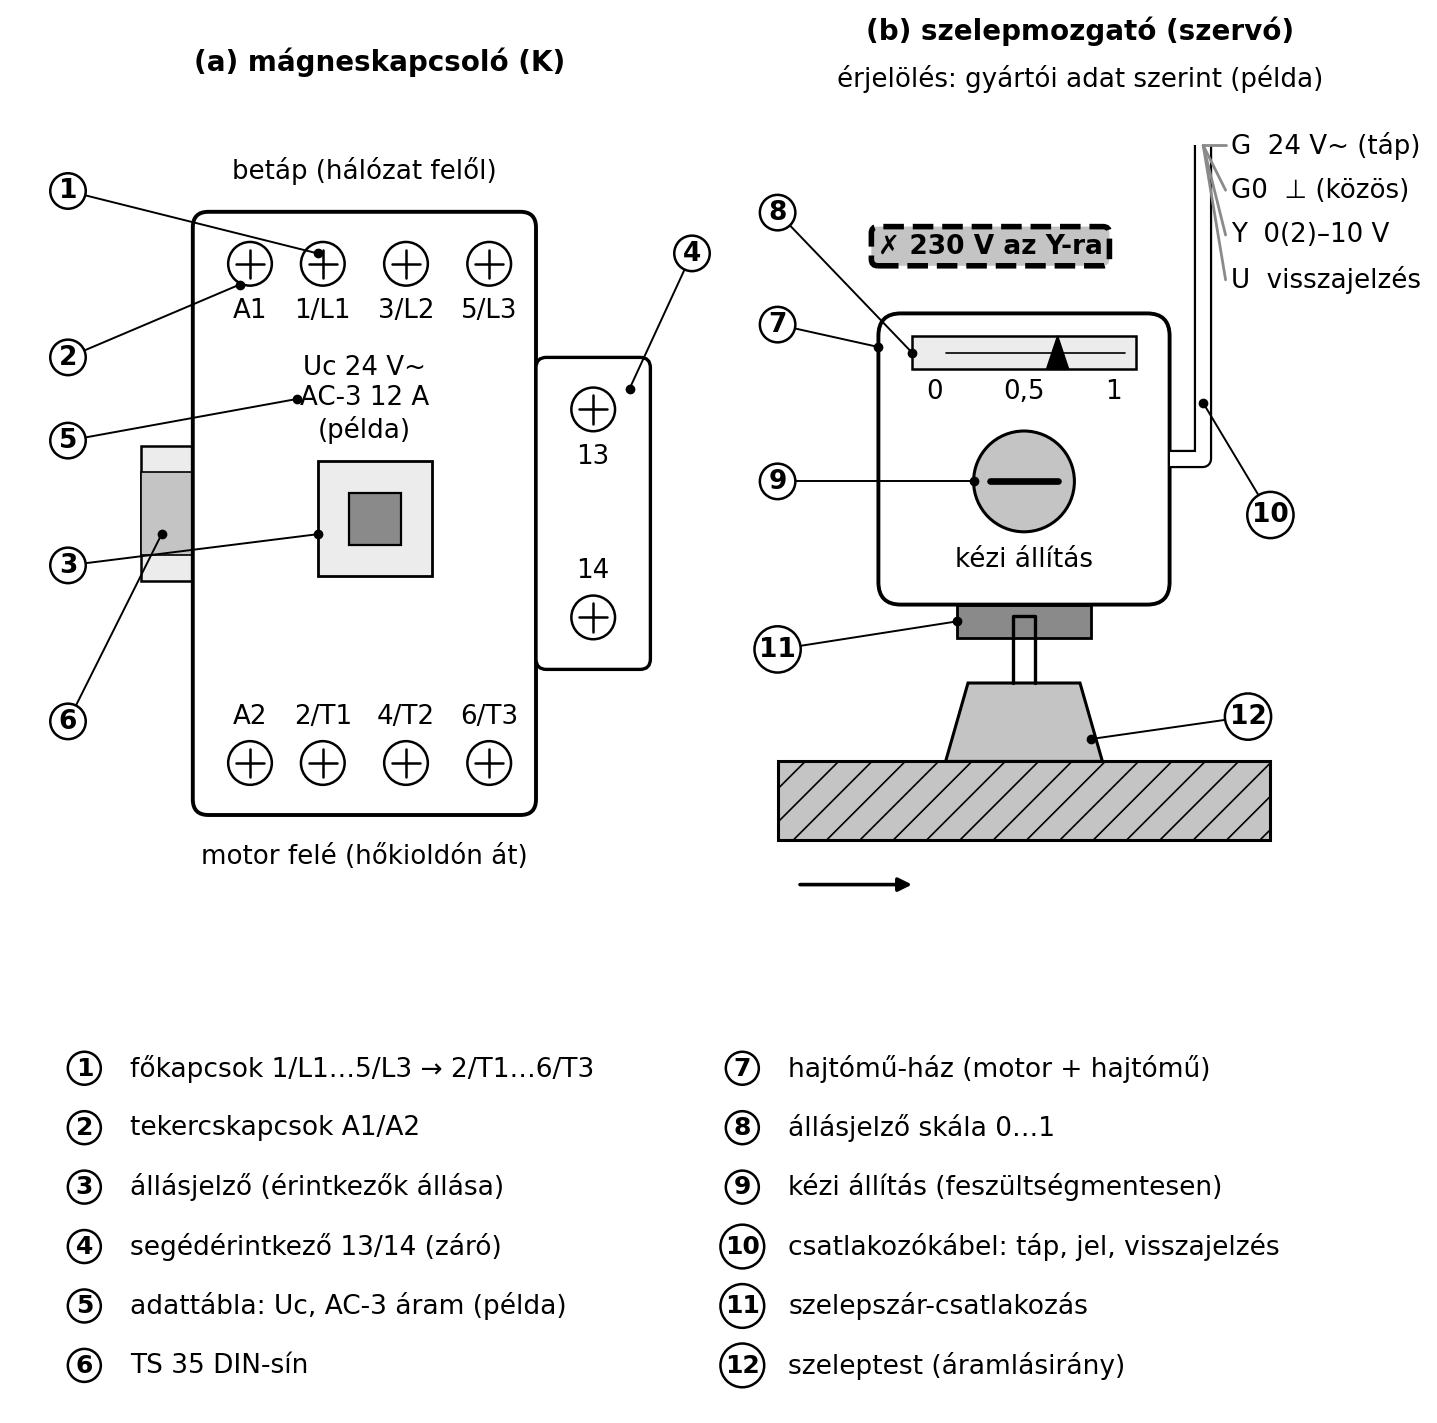 (a) mágneskapcsoló (K)
betáp (hálózat felől)
1
2
3
4
5
6
A1 1/L1 3/L2 5/L3
Uc 24 V~
AC-3 12 A
(példa)
13
14
A2 2/T1 4/T2 6/T3
motor felé (hőkioldón át)
(b) szelepmozgató (szervó)
érjelölés: gyártói adat szerint (példa)
G 24 V~ (táp)
G0 ⊥ (közös)
Y 0(2)–10 V
U visszajelzés
8
✗ 230 V az Y-ra
7
0 0,5 1
9
10
kézi állítás
11
12
1 főkapcsok 1/L1…5/L3 → 2/T1…6/T3
2 tekercskapcsok A1/A2
3 állásjelző (érintkezők állása)
4 segédérintkező 13/14 (záró)
5 adattábla: Uc, AC-3 áram (példa)
6 TS 35 DIN-sín
7 hajtómű-ház (motor + hajtómű)
8 állásjelző skála 0…1
9 kézi állítás (feszültségmentesen)
10 csatlakozókábel: táp, jel, visszajelzés
11 szelepszár-csatlakozás
12 szeleptest (áramlásirány)